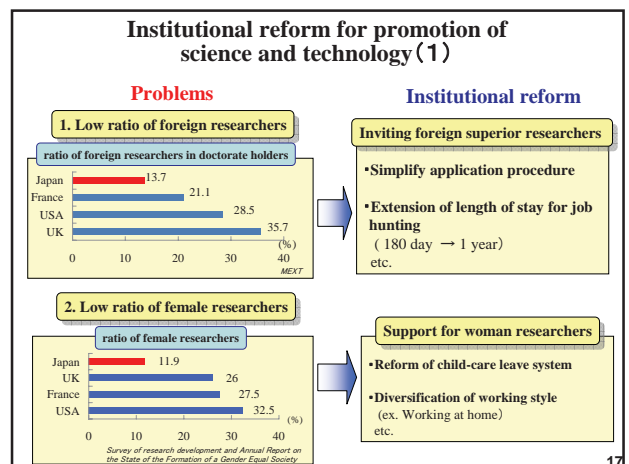 Institutional reform for promotion of
science and technology（1）
Problems
Institutional reform
1. Low ratio of foreign researchers
ratio of foreign researchers in doctorate holders
Japan 13.7
France 21.1
USA 28.5
UK 35.7
(%)
0 10 20 30 40
MEXT
Inviting foreign superior researchers
・Simplify application procedure
・Extension of length of stay for job
hunting
( 180 day → 1 year)
etc.
2. Low ratio of female researchers
ratio of female researchers
Japan 11.9
UK 26
France 27.5
USA 32.5
(%)
0 10 20 30 40
Survey of research development and Annual Report on
the State of the Formation of a Gender Equal Society
Support for woman researchers
・Reform of child-care leave system
・Diversification of working style
(ex. Working at home)
etc.
17